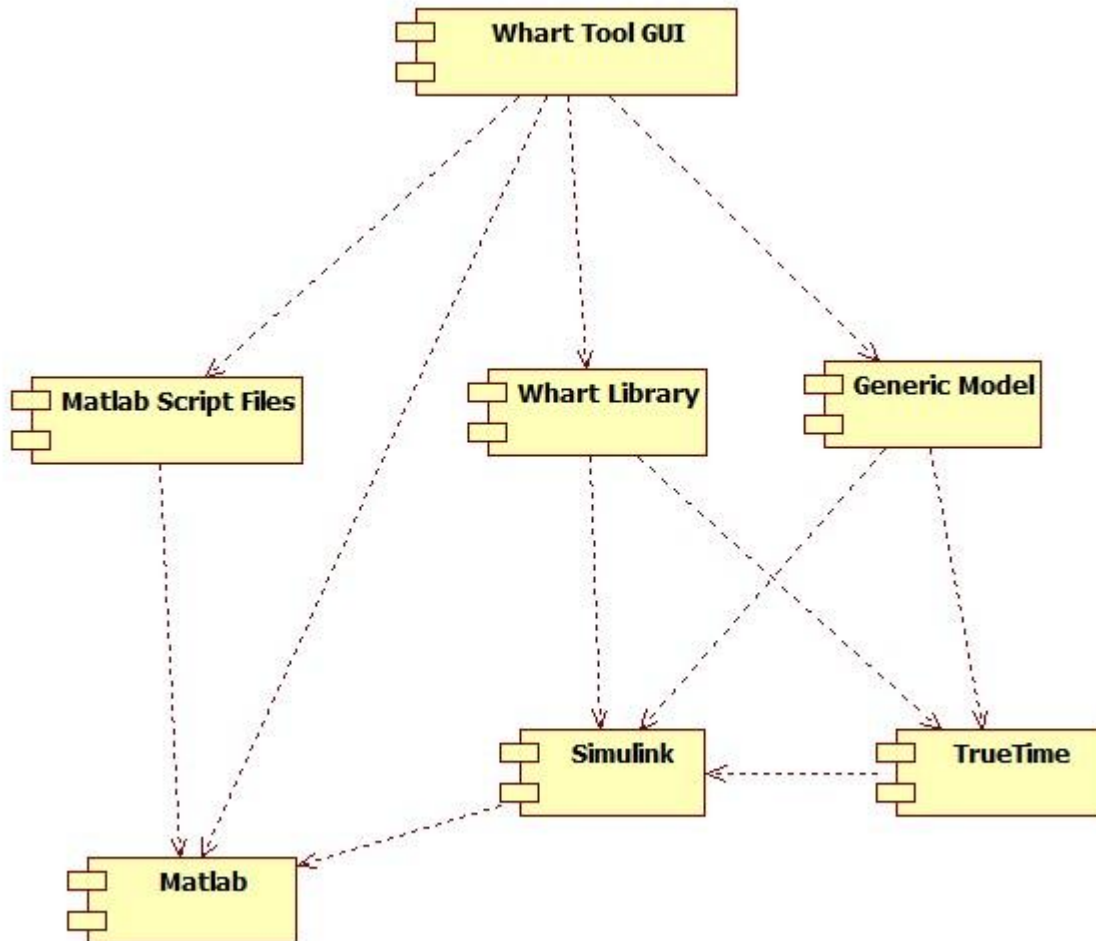 Whart Tool GUI
Matlab Script Files
Whart Library
Generic Model
Simulink
TrueTime
Matlab